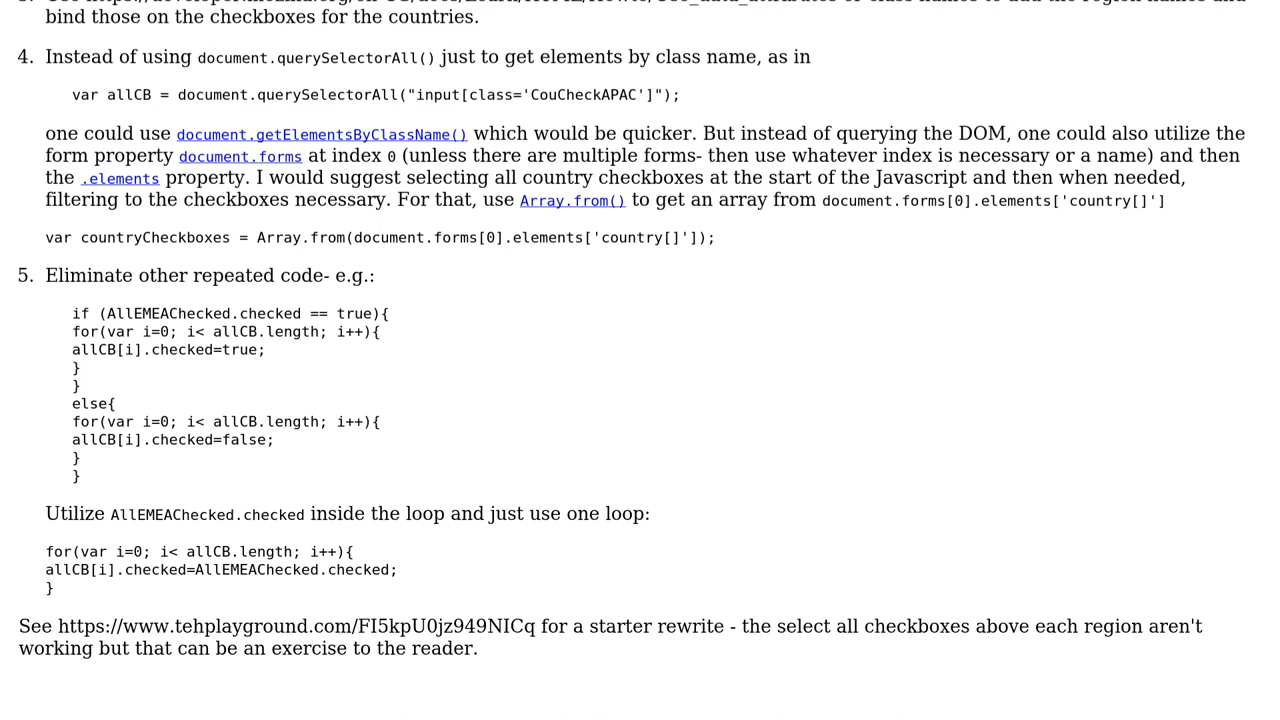 bind those on the checkboxes for the countries.
4. Instead of using document.querySelectorAll() just to get elements by class name, as in
var allCB = document.querySelectorAll("input[class='CouCheckAPAC']");
one could use document.getElementsByClassName() which would be quicker. But instead of querying the DOM, one could also utilize the
form property document.forms at index 0 (unless there are multiple forms- then use whatever index is necessary or a name) and then
the .elements property. I would suggest selecting all country checkboxes at the start of the Javascript and then when needed,
filtering to the checkboxes necessary. For that, use Array.from() to get an array from document.forms[0].elements['country[]']
var countryCheckboxes = Array.from(document.forms[0].elements['country[]']);
5. Eliminate other repeated code- e.g.:
if (AllEMEAChecked.checked == true){
for(var i=0; i< allCB.length; i++){
allCB[i].checked=true;
}
}
else{
for(var i=0; i< allCB.length; i++){
allCB[i].checked=false;
}
}
Utilize AllEMEAChecked.checked inside the loop and just use one loop:
for(var i=0; i< allCB.length; i++){
allCB[i].checked=AllEMEAChecked.checked;
}
See https://www.tehplayground.com/FI5kpU0jz949NICq for a starter rewrite - the select all checkboxes above each region aren't
working but that can be an exercise to the reader.